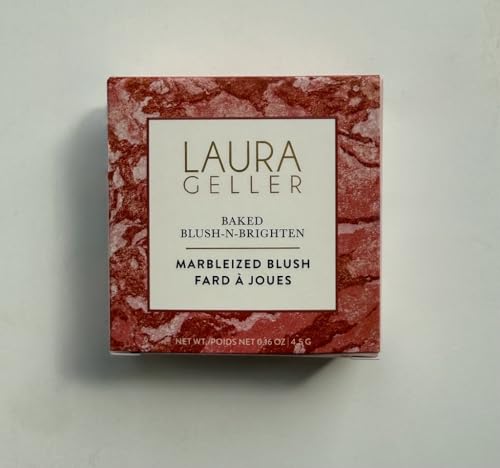 LAURA
GELLER
BAKED
BLUSH-N-BRIGHTEN
MARBLEIZED BLUSH
FARD À JOUES
NET WT./POIDS NET 0.16 OZ | 4.5 G